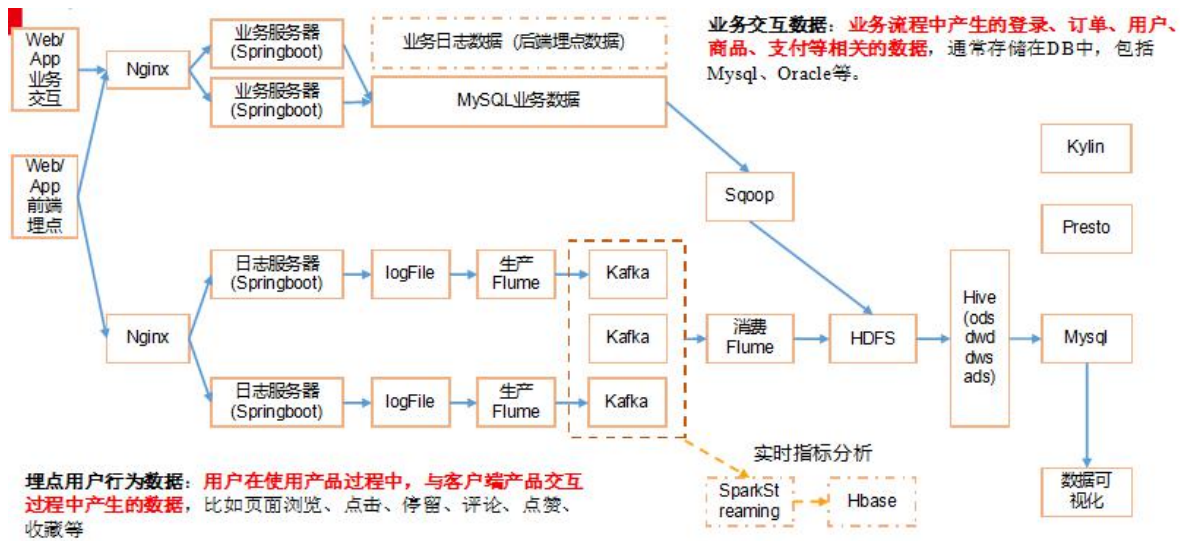 Web/
App
业务
交互
Nginx
业务服务器
(Springboot)
业务服务器
(Springboot)
业务日志数据 (后端埋点数据)
MySQL业务数据
业务交互数据：业务流程中产生的登录、订单、用户、
商品、支付等相关的数据，通常存储在DB中，包括
Mysql、Oracle等。
Web/
App
前端
埋点
Sqoop
Kylin
Presto
Nginx
日志服务器
(Springboot)
logFile
生产
Flume
Kafka
Kafka
日志服务器
(Springboot)
logFile
生产
Flume
Kafka
消费
Flume
HDFS
Hive
(ods
dwd
dws
ads)
Mysql
实时指标分析
SparkSt
reaming
Hbase
数据可
视化
埋点用户行为数据：用户在使用产品过程中，与客户端产品交互
过程中产生的数据，比如页面浏览、点击、停留、评论、点赞、
收藏等